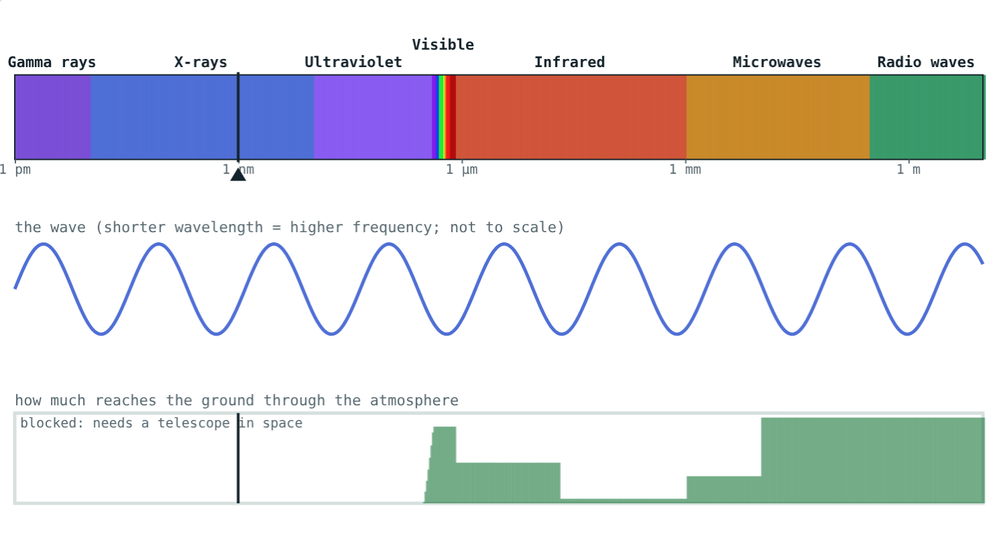 Visible
Gamma rays X-rays Ultraviolet Infrared Microwaves Radio waves
1 pm 1 nm 1 µm 1 mm 1 m
the wave (shorter wavelength = higher frequency; not to scale)
how much reaches the ground through the atmosphere
blocked: needs a telescope in space